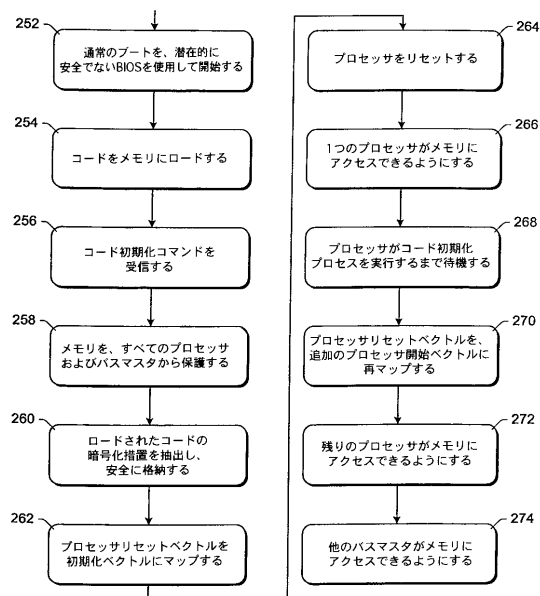 252
通常のブートを、潜在的に
安全でないBIOSを使用して開始する
254
コードをメモリにロードする
256
コード初期化コマンドを
受信する
258
メモリを、すべてのプロセッサ
およびバスマスタから保護する
260
ロードされたコードの
暗号化措置を抽出し、
安全に格納する
262
プロセッサリセットベクトルを
初期化ベクトルにマップする
264
プロセッサをリセットする
266
1つのプロセッサがメモリに
アクセスできるようにする
268
プロセッサがコード初期化
プロセスを実行するまで待機する
270
プロセッサリセットベクトルを、
追加のプロセッサ開始ベクトルに
再マップする
272
残りのプロセッサがメモリに
アクセスできるようにする
274
他のバスマスタがメモリに
アクセスできるようにする